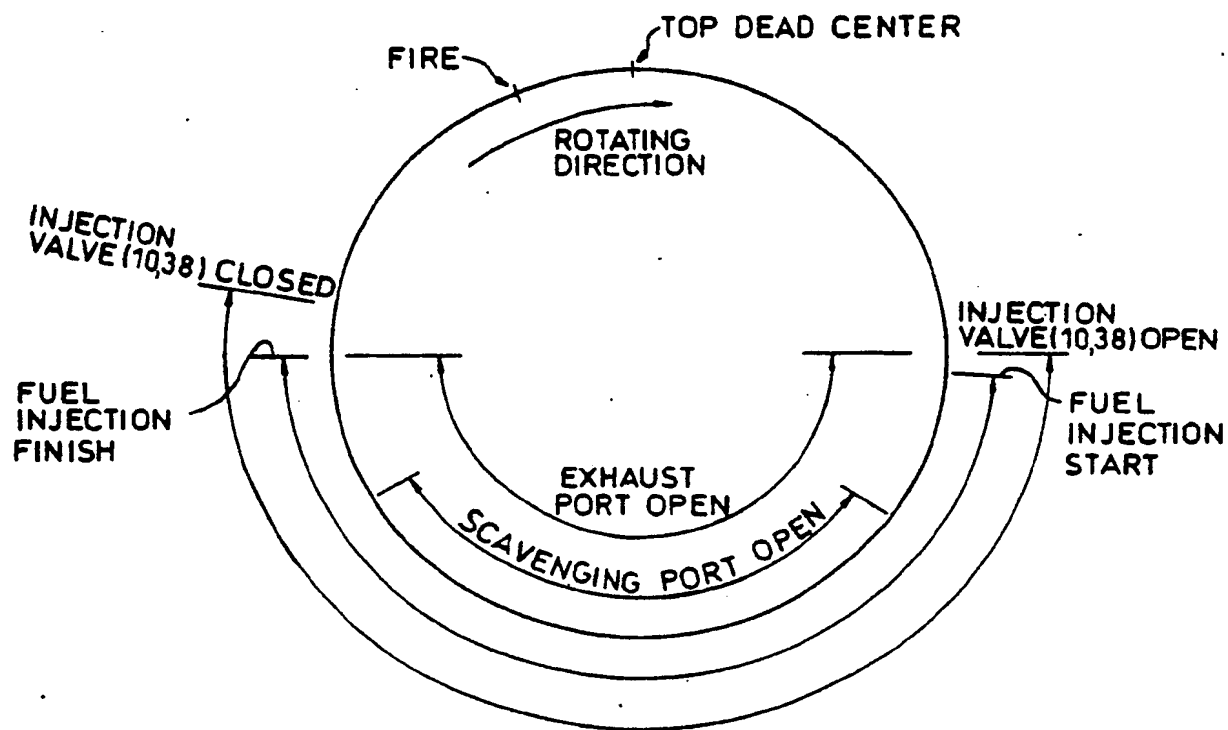 TOP DEAD CENTER
FIRE
ROTATING
DIRECTION
INJECTION
VALVE(10,38) CLOSED
INJECTION
VALVE(10,38) OPEN
FUEL
INJECTION
FINISH
FUEL
INJECTION
START
EXHAUST
PORT OPEN
SCAVENGING PORT OPEN